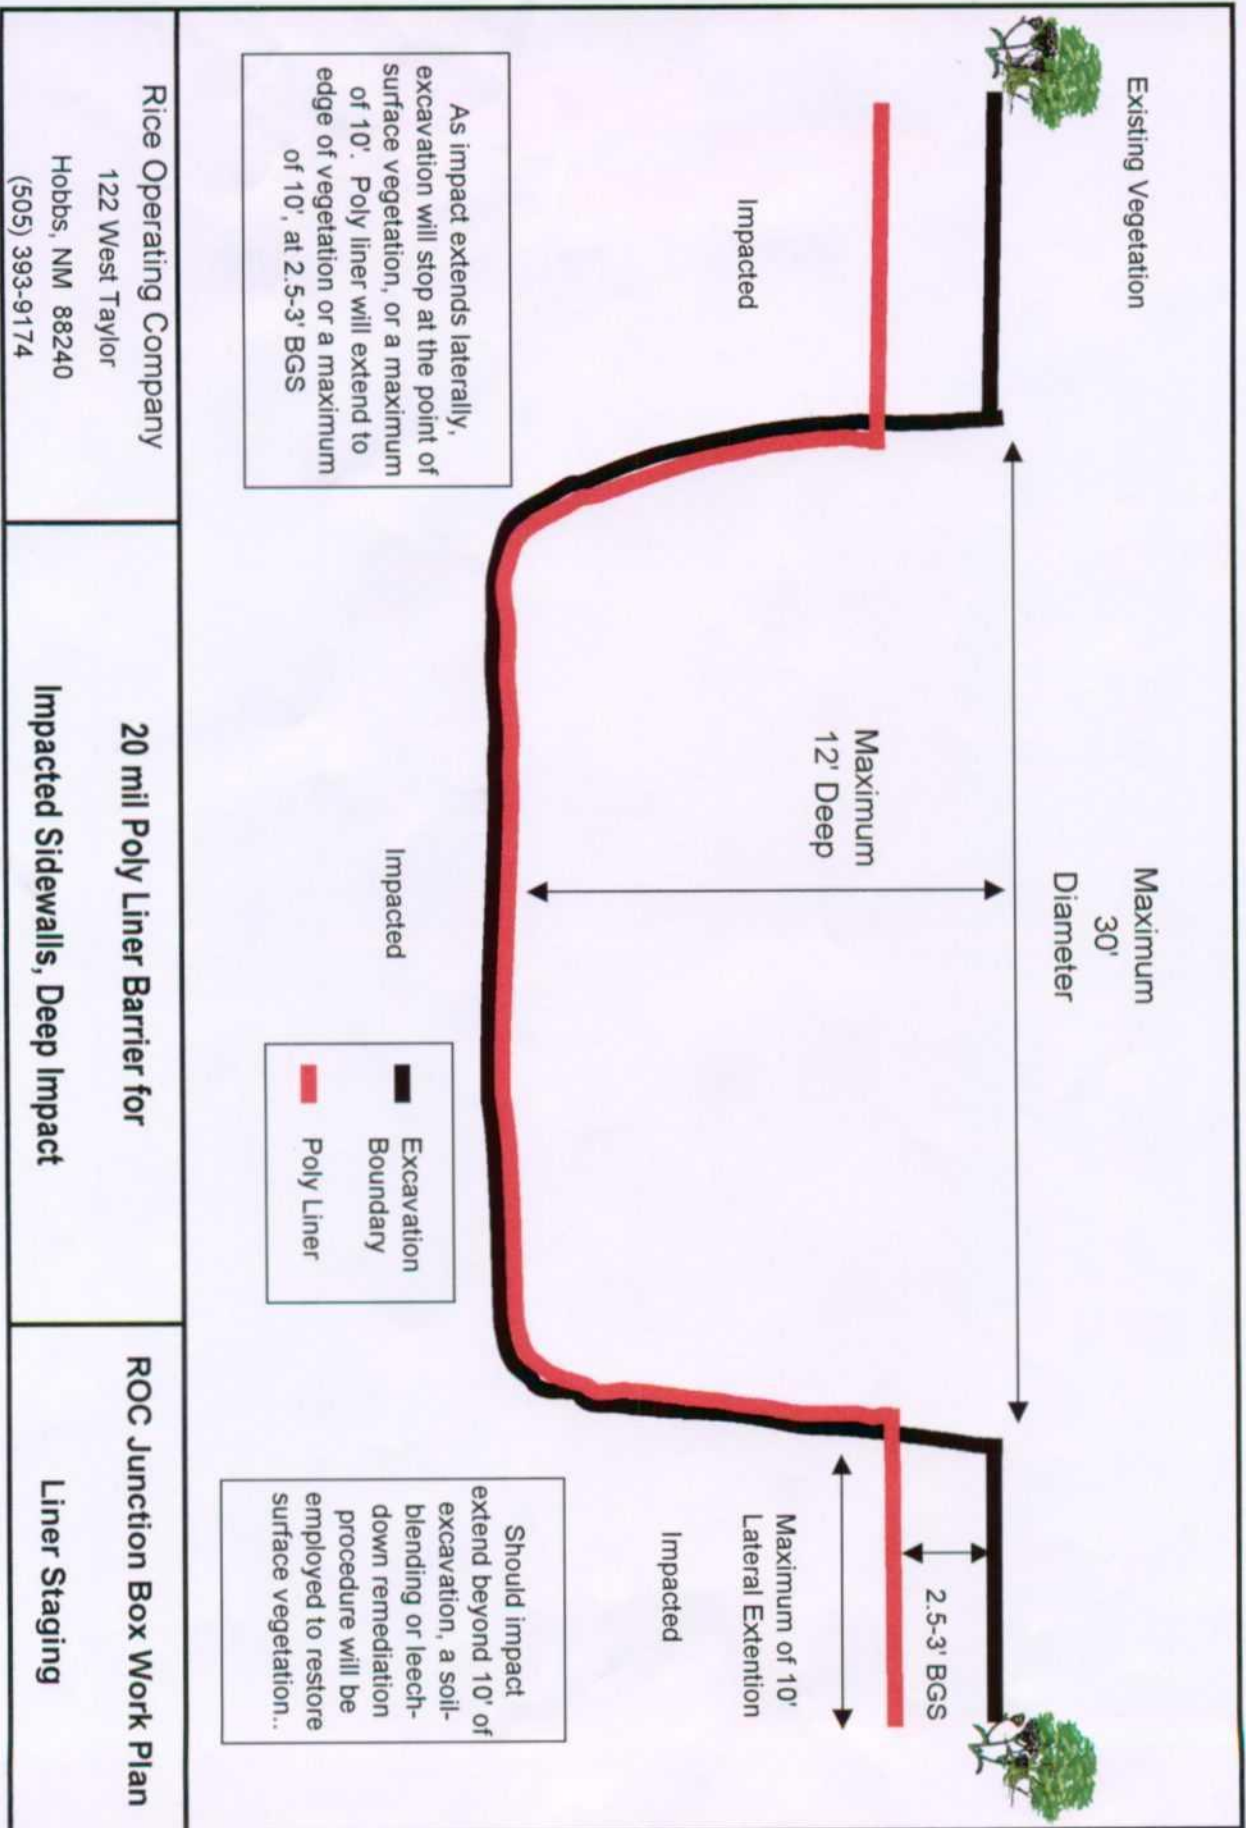 Existing Vegetation
Maximum
30'
Diameter
Maximum
12' Deep
2.5-3' BGS
Maximum of 10'
Lateral Extention
Impacted
Impacted
Impacted
As impact extends laterally,
excavation will stop at the point of
surface vegetation, or a maximum
of 10'. Poly liner will extend to
edge of vegetation or a maximum
of 10', at 2.5-3' BGS
Excavation
Boundary
Poly Liner
Should impact
extend beyond 10' of
excavation, a soil-
blending or leech-
down remediation
procedure will be
employed to restore
surface vegetation..
Rice Operating Company
122 West Taylor
Hobbs, NM 88240
(505) 393-9174
20 mil Poly Liner Barrier for
Impacted Sidewalls, Deep Impact
ROC Junction Box Work Plan
Liner Staging